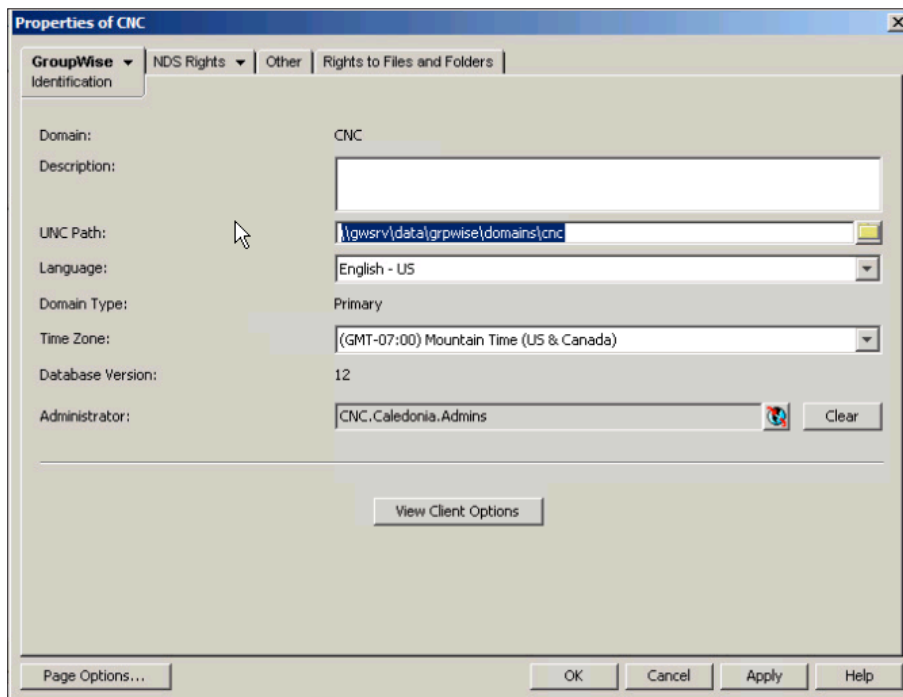 Properties of CNC
GroupWise NDS Rights Other Rights to Files and Folders
Identification
Domain: CNC
Description:
UNC Path: \\gwsrv\data\grpwise\domains\cnc
Language: English - US
Domain Type: Primary
Time Zone: (GMT-07:00) Mountain Time (US & Canada)
Database Version: 12
Administrator: CNC.Caledonia.Admins Clear
View Client Options
Page Options... OK Cancel Apply Help